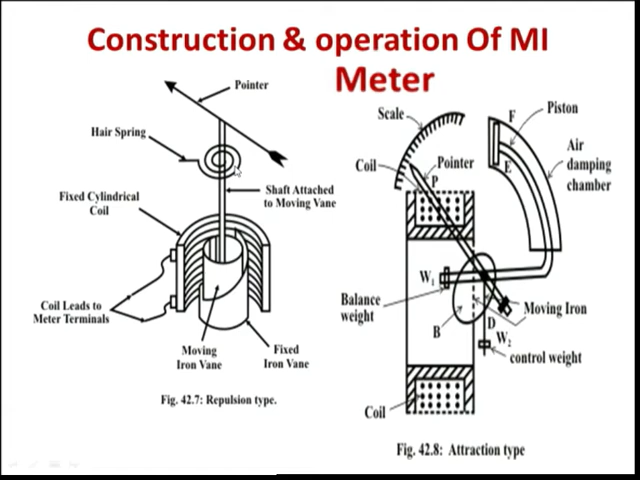 Construction & operation Of MI
Meter
Pointer
Hair Spring
Shaft Attached
to Moving Vane
Fixed Cylindrical
Coil
Coil Leads to
Meter Terminals
Moving
Iron Vane
Fixed
Iron Vane
Fig. 42.7: Repulsion type.
Scale
F
Piston
Air
damping
chamber
Coil
Pointer
P
E
W1
Balance
weight
Moving Iron
B
D
W2
control weight
Coil
Fig. 42.8: Attraction type